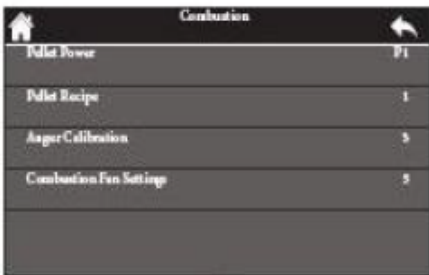 Combustion
Pellet Power P1
Pellet Recipe 1
Auger Calibration 5
Combustion Fan Settings 5